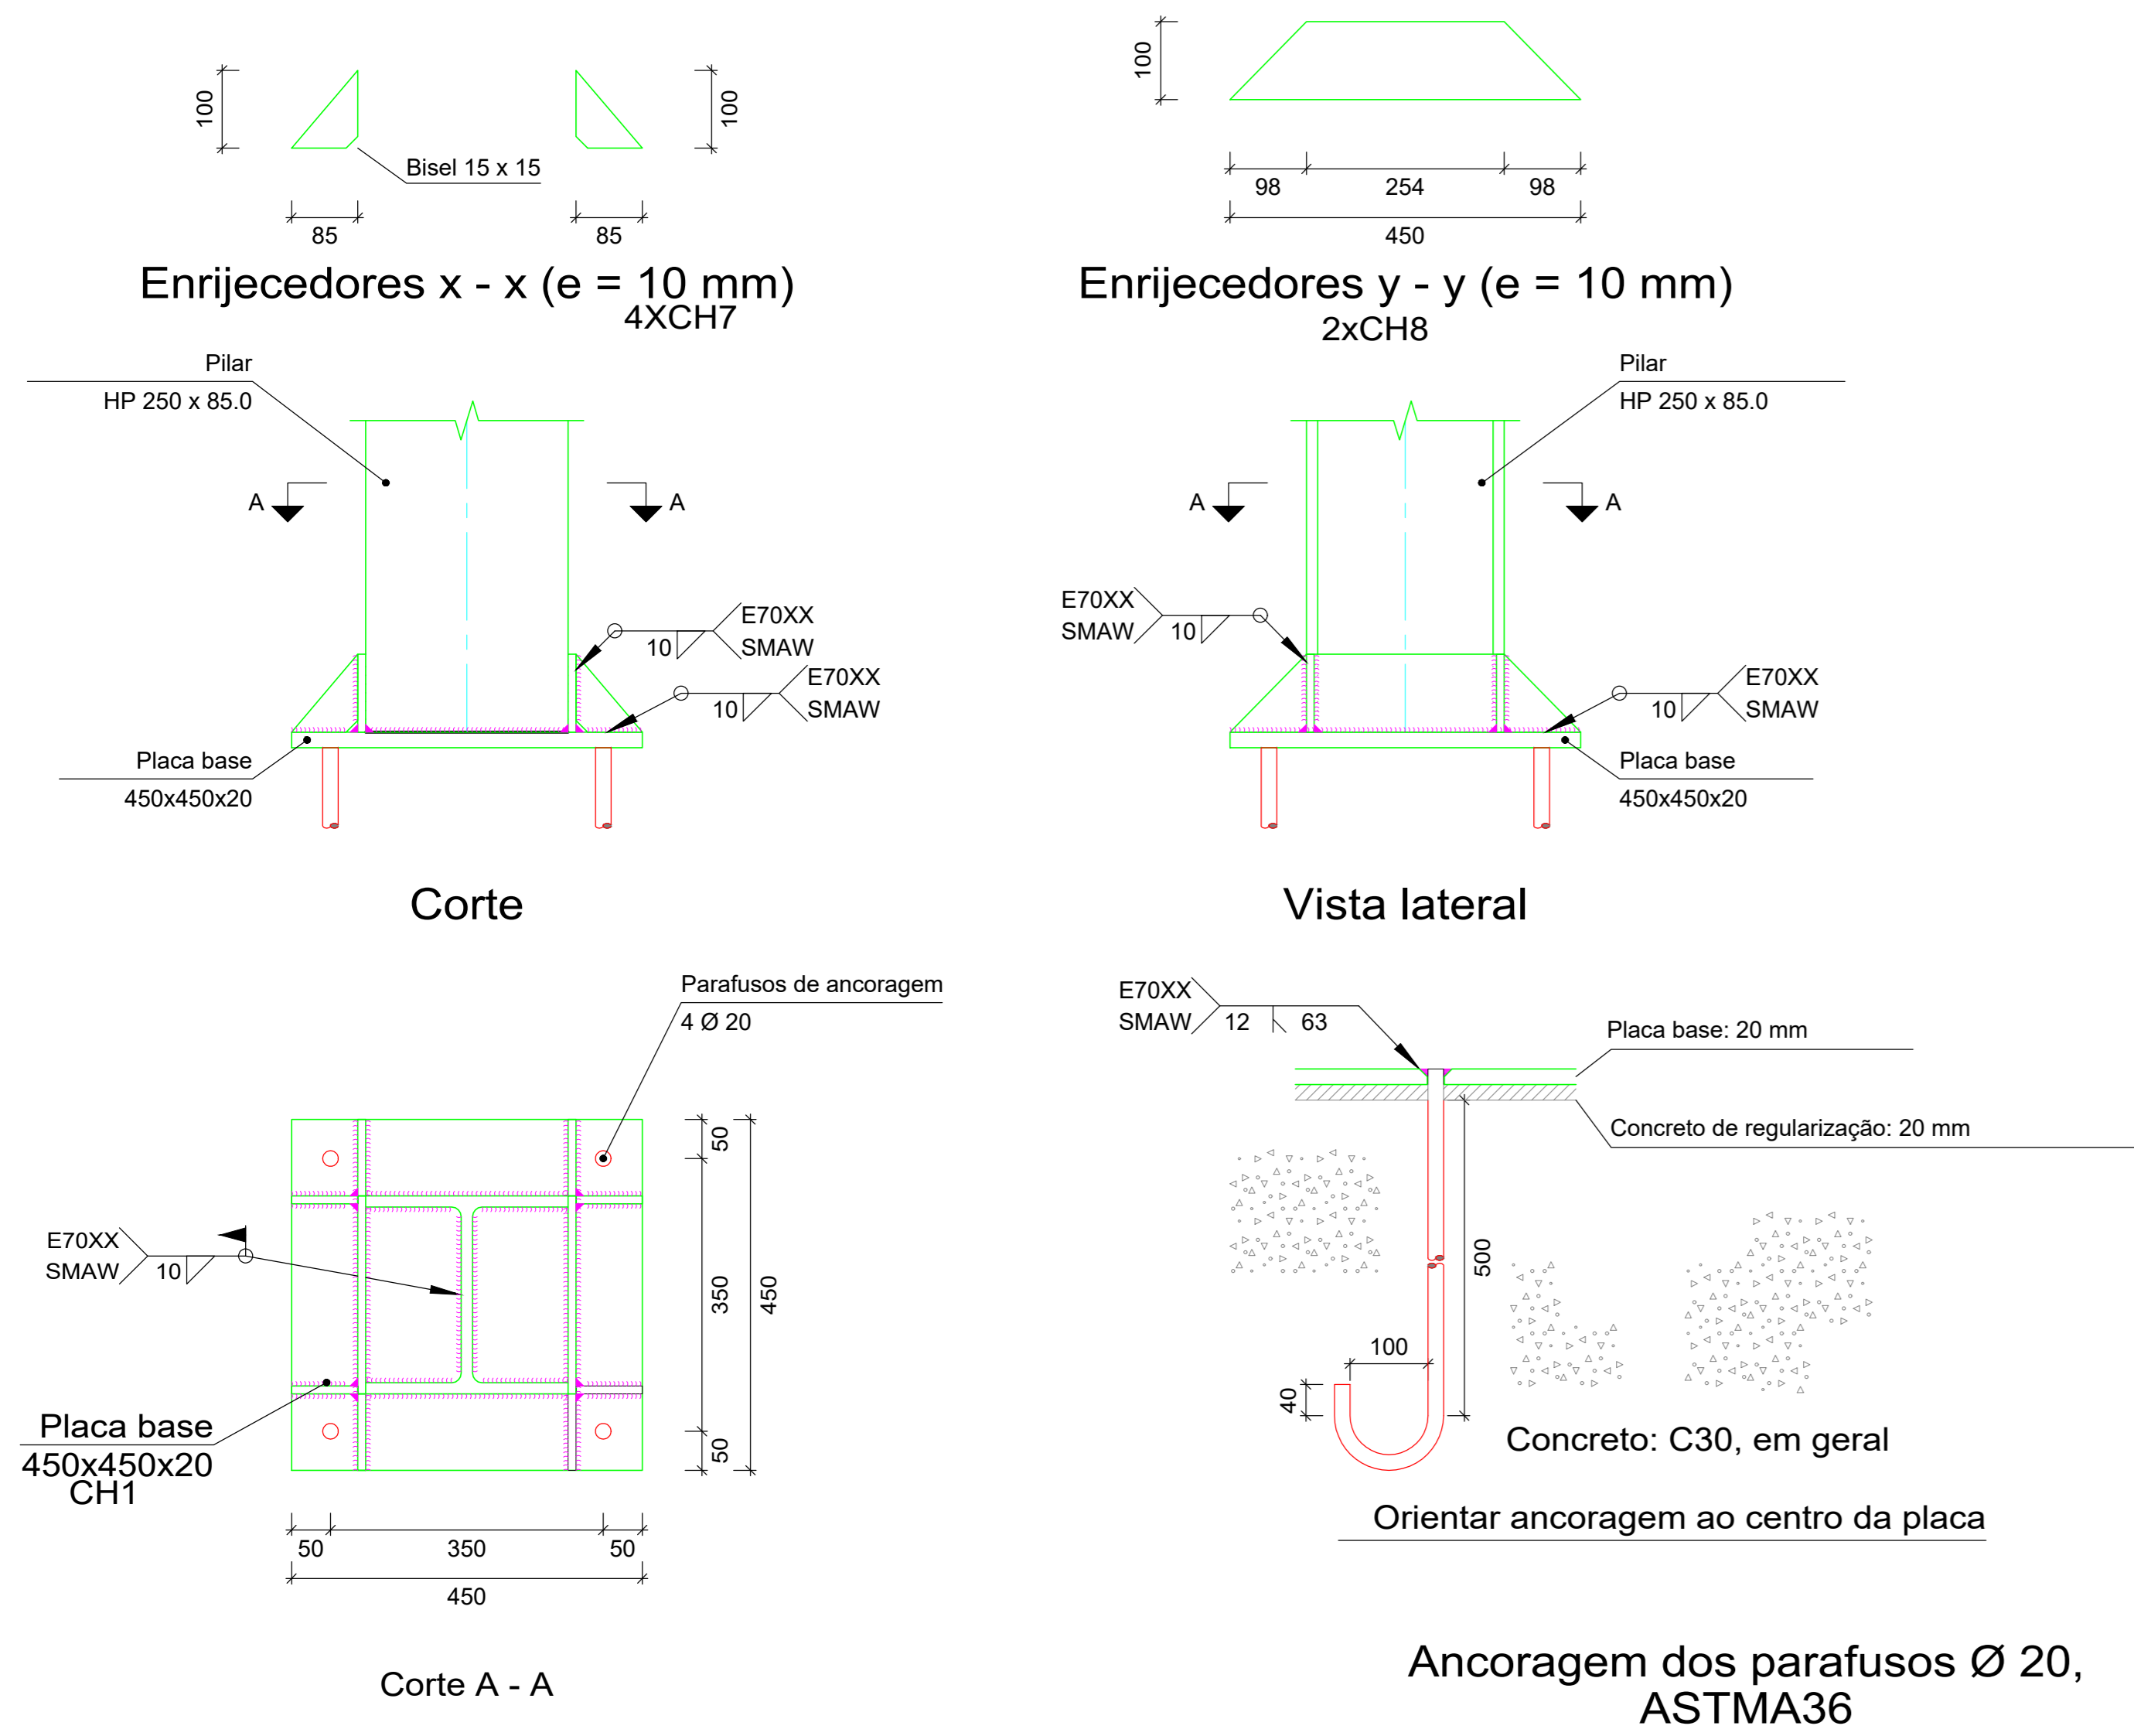 100
100
Bisel 15 x 15
85
85
Enrijecedores x - x (e = 10 mm)
4XCH7
100
98
254
98
450
Enrijecedores y - y (e = 10 mm)
2xCH8
Pilar
HP 250 x 85.0
A
A
E70XX
10
SMAW
E70XX
10
SMAW
Placa base
450x450x20
Corte
Pilar
HP 250 x 85.0
A
A
E70XX
SMAW
10
E70XX
10
SMAW
Placa base
450x450x20
Vista lateral
Parafusos de ancoragem
4 Ø 20
E70XX
SMAW
10
50
350
450
50
Placa base
450x450x20
CH1
50
350
50
450
Corte A - A
E70XX
SMAW
12
63
Placa base: 20 mm
Concreto de regularização: 20 mm
500
100
40
Concreto: C30, em geral
Orientar ancoragem ao centro da placa
Ancoragem dos parafusos Ø 20,
ASTMA36